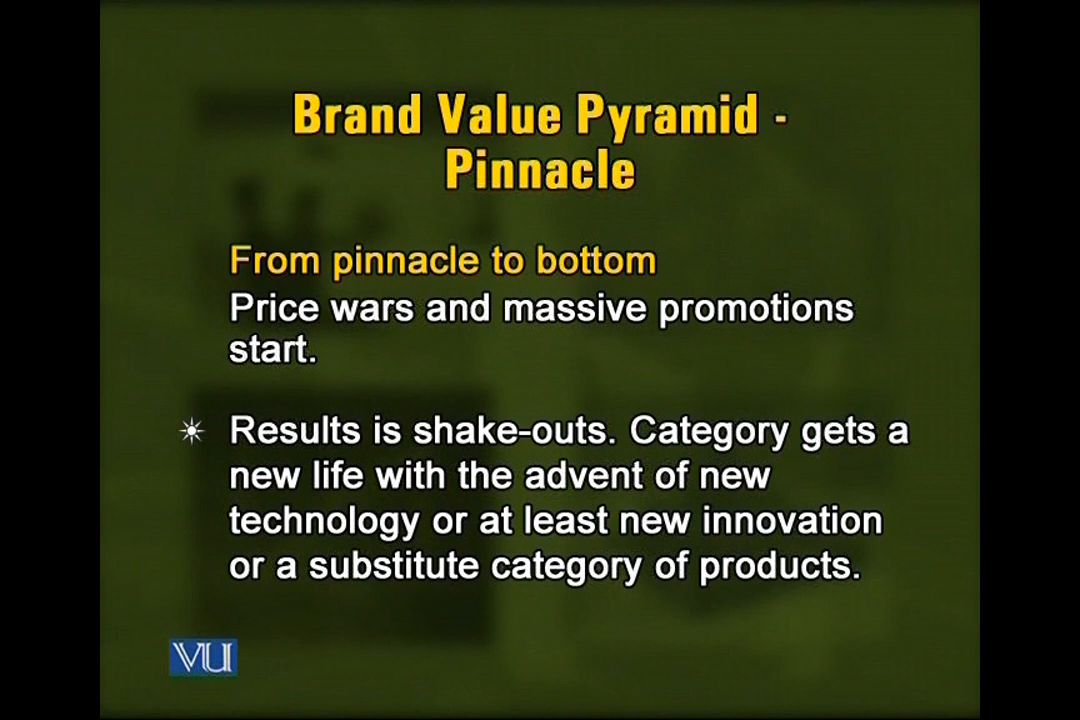 Brand Value Pyramid -
Pinnacle
From pinnacle to bottom
Price wars and massive promotions
start.
Results is shake-outs. Category gets a
new life with the advent of new
technology or at least new innovation
or a substitute category of products.
VU